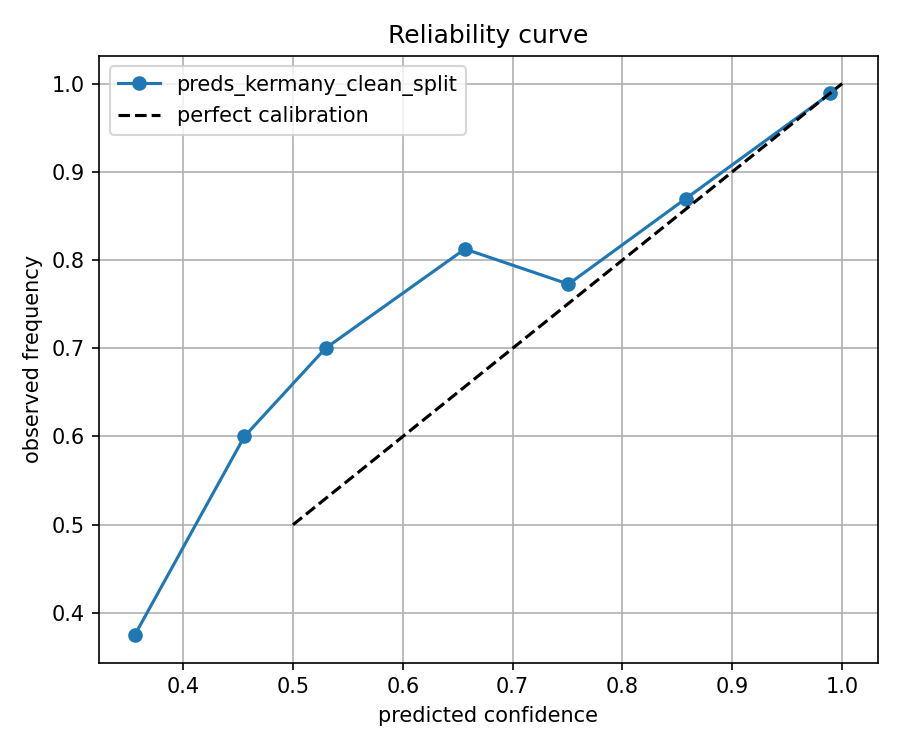 Reliability curve
preds_kermany_clean_split
perfect calibration
1.0
0.9
0.8
0.7
0.6
0.5
0.4
observed frequency
0.4 0.5 0.6 0.7 0.8 0.9 1.0
predicted confidence